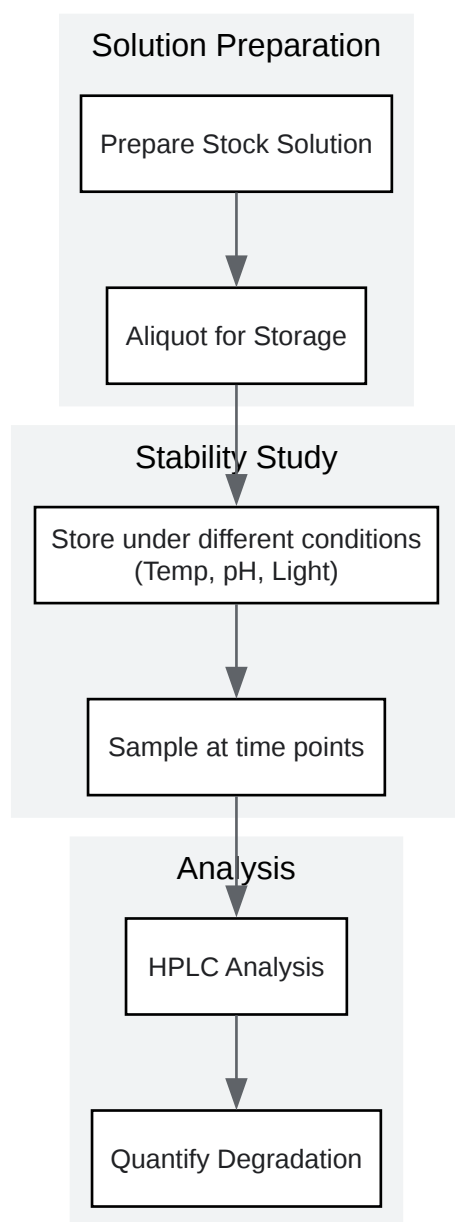 Solution Preparation
Prepare Stock Solution
Aliquot for Storage
Stability Study
Store under different conditions
(Temp, pH, Light)
Sample at time points
Analysis
HPLC Analysis
Quantify Degradation